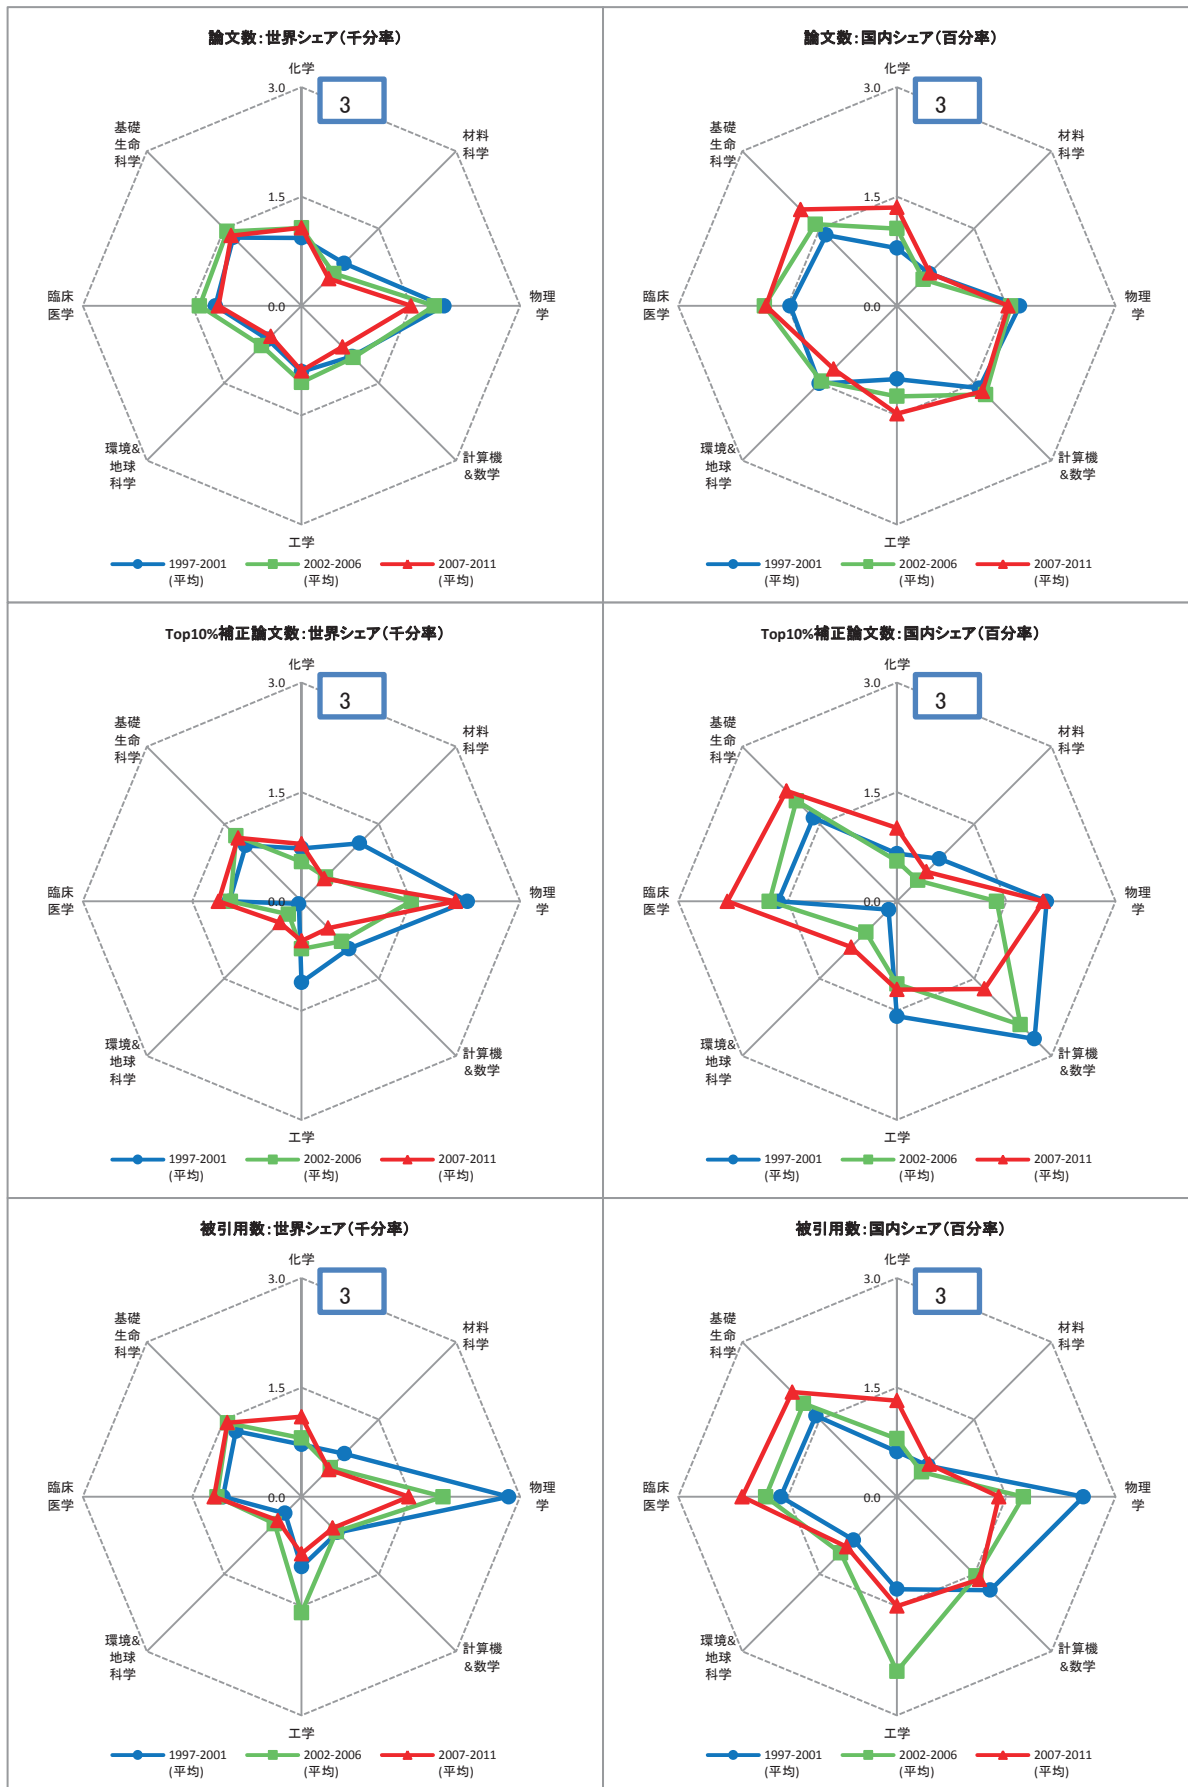 論文数：世界シェア（千分率）
化学
3.0
3
材料
科学
基礎
生命
科学
1.5
臨床
医学
0.0
物理
学
環境&
地球
科学
計算機
&数学
工学
1997-2001
(平均)
2002-2006
(平均)
2007-2011
(平均)
論文数：国内シェア（百分率）
化学
3.0
3
材料
科学
基礎
生命
科学
1.5
臨床
医学
0.0
物理
学
環境&
地球
科学
計算機
&数学
工学
1997-2001
(平均)
2002-2006
(平均)
2007-2011
(平均)
Top10%補正論文数：世界シェア（千分率）
化学
3.0
3
材料
科学
基礎
生命
科学
1.5
臨床
医学
0.0
物理
学
環境&
地球
科学
計算機
&数学
工学
1997-2001
(平均)
2002-2006
(平均)
2007-2011
(平均)
Top10%補正論文数：国内シェア（百分率）
化学
3.0
3
材料
科学
基礎
生命
科学
1.5
臨床
医学
0.0
物理
学
環境&
地球
科学
計算機
&数学
工学
1997-2001
(平均)
2002-2006
(平均)
2007-2011
(平均)
被引用数：世界シェア（千分率）
化学
3.0
3
材料
科学
基礎
生命
科学
1.5
臨床
医学
0.0
物理
学
環境&
地球
科学
計算機
&数学
工学
1997-2001
(平均)
2002-2006
(平均)
2007-2011
(平均)
被引用数：国内シェア（百分率）
化学
3.0
3
材料
科学
基礎
生命
科学
1.5
臨床
医学
0.0
物理
学
環境&
地球
科学
計算機
&数学
工学
1997-2001
(平均)
2002-2006
(平均)
2007-2011
(平均)